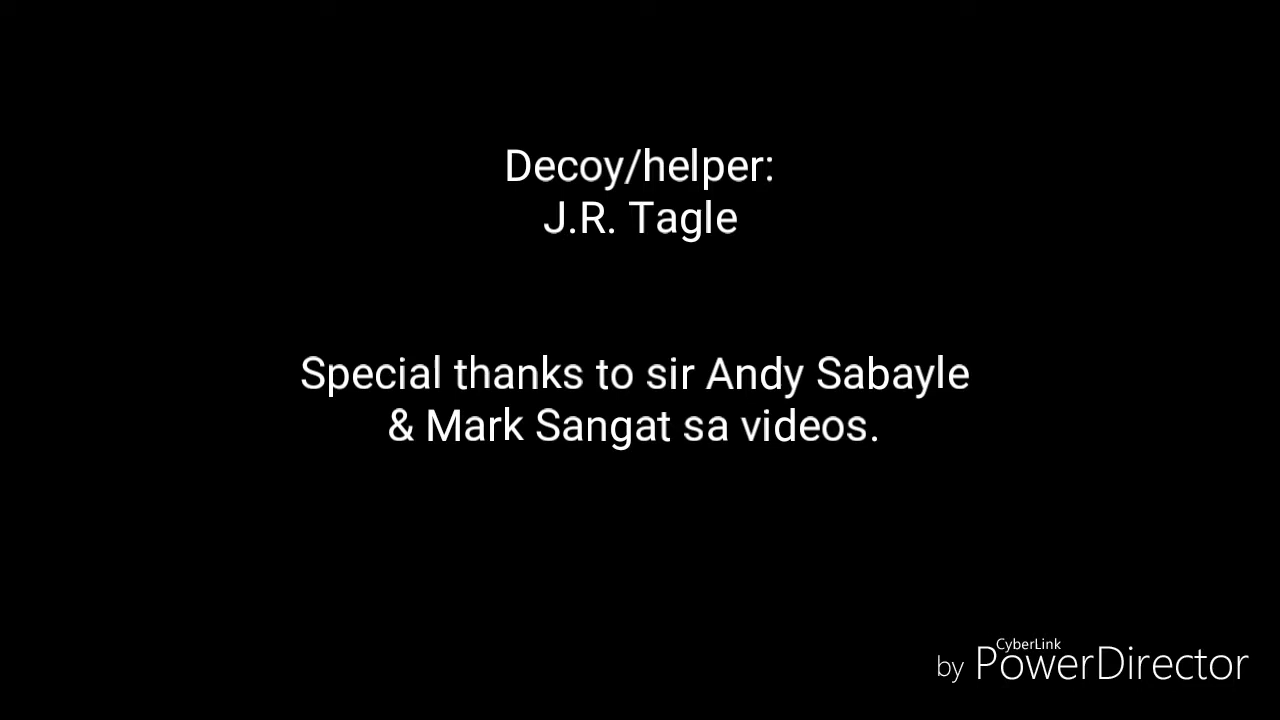 Decoy/helper:
J.R. Tagle
Special thanks to sir Andy Sabayle
& Mark Sangat sa videos.
CyberLink
by PowerDirector